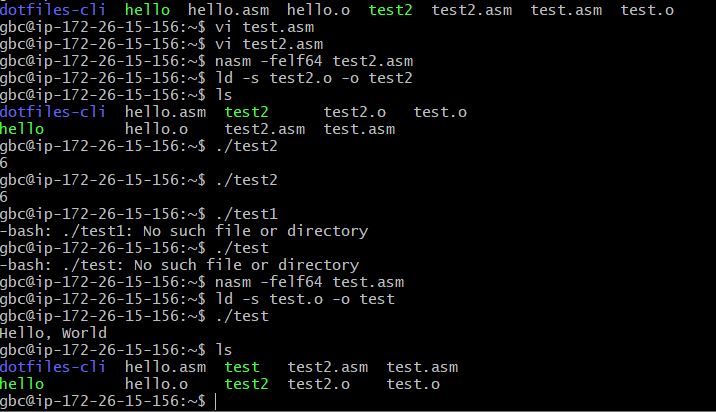 dotfiles-cli  hello  hello.asm  hello.o  test2  test2.asm  test.asm  test.o
gbc@ip-172-26-15-156:~$ vi test.asm
gbc@ip-172-26-15-156:~$ vi test2.asm
gbc@ip-172-26-15-156:~$ nasm -felf64 test2.asm
gbc@ip-172-26-15-156:~$ ld -s test2.o -o test2
gbc@ip-172-26-15-156:~$ ls
dotfiles-cli  hello.asm  test2      test2.o   test.o
hello         hello.o    test2.asm  test.asm
gbc@ip-172-26-15-156:~$ ./test2
6
gbc@ip-172-26-15-156:~$ ./test2
6
gbc@ip-172-26-15-156:~$ ./test1
-bash: ./test1: No such file or directory
gbc@ip-172-26-15-156:~$ ./test
-bash: ./test: No such file or directory
gbc@ip-172-26-15-156:~$ nasm -felf64 test.asm
gbc@ip-172-26-15-156:~$ ld -s test.o -o test
gbc@ip-172-26-15-156:~$ ./test
Hello, World
gbc@ip-172-26-15-156:~$ ls
dotfiles-cli  hello.asm  test   test2.asm  test.asm
hello         hello.o    test2  test2.o    test.o
gbc@ip-172-26-15-156:~$